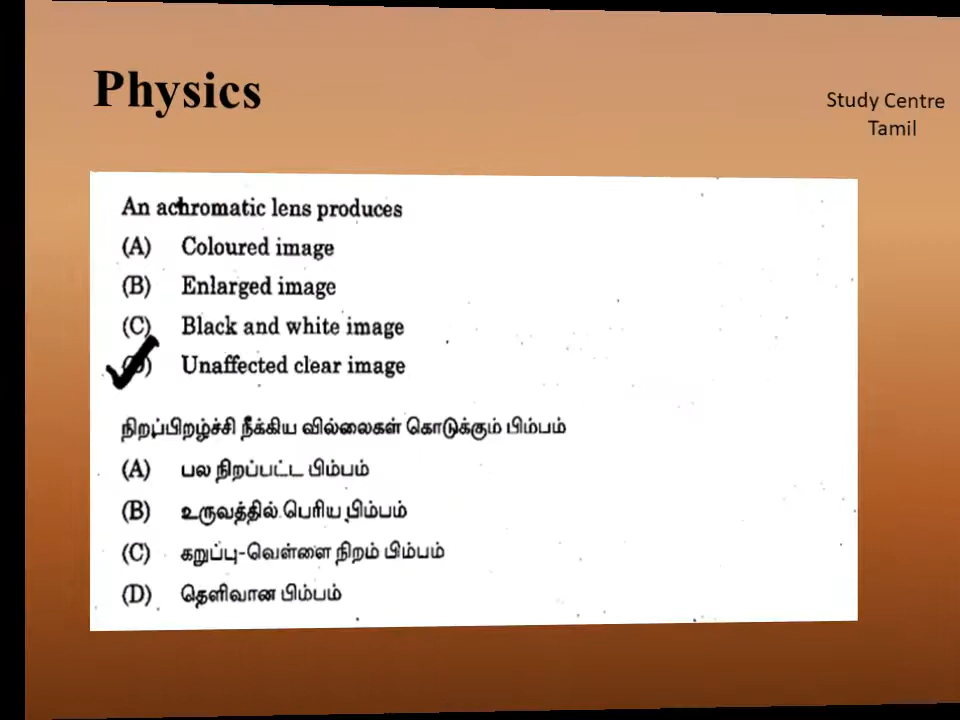 Physics
Study Centre
Tamil
An achromatic lens produces
(A) Coloured image
(B) Enlarged image
(C) Black and white image
(D) Unaffected clear image
நிறப்பிறழ்ச்சி நீக்கிய வில்லைகள் கொடுக்கும் பிம்பம்
(A) பல நிறப்பட்ட பிம்பம்
(B) உருவத்தில் பெரிய பிம்பம்
(C) கறுப்பு-வெள்ளை நிறம் பிம்பம்
(D) தெளிவான பிம்பம்